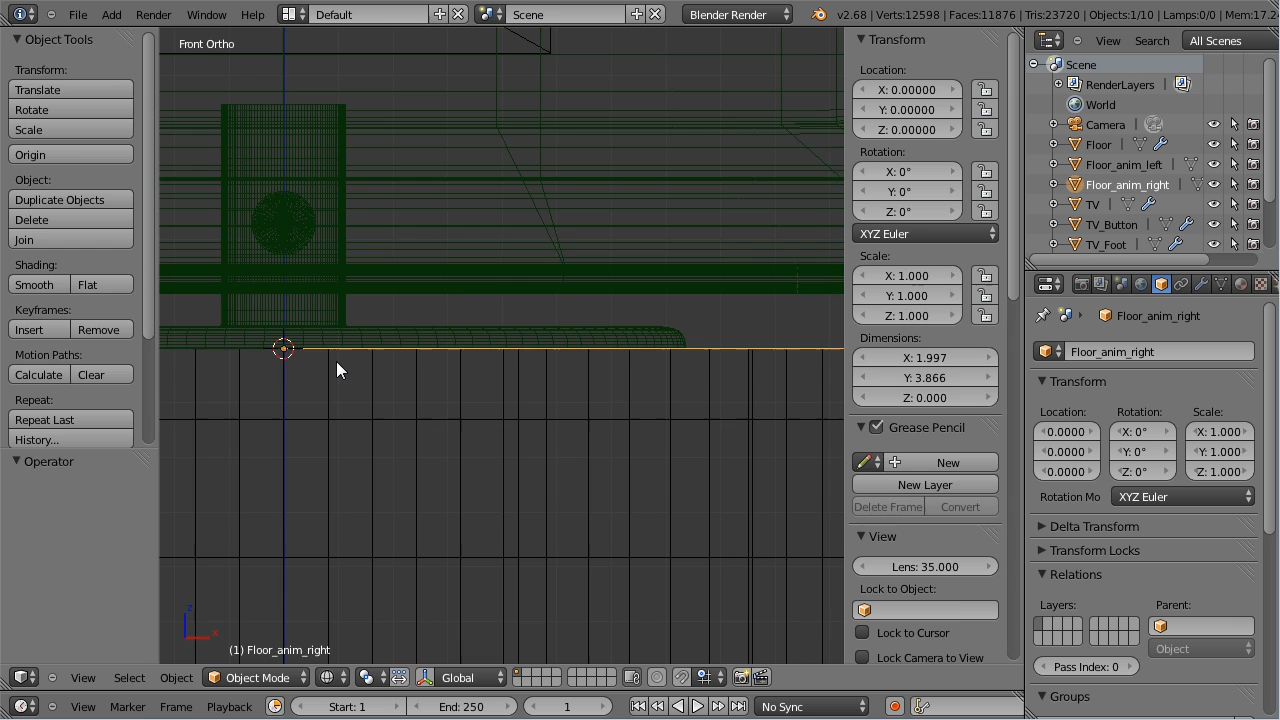 File Add Render Window Help Default Scene Blender Render v2.68 | Verts:12598 | Faces:11876 | Tris:23720 | Objects:1/10 | Lamps:0/0 | Mem:17.2
Object Tools
Transform:
Translate
Rotate
Scale
Origin
Object:
Duplicate Objects
Delete
Join
Shading:
Smooth Flat
Keyframes:
Insert Remove
Motion Paths:
Calculate Clear
Repeat:
Repeat Last
History...
Operator
Front Ortho
z
x
(1) Floor_anim_right
Transform
Location:
X: 0.00000
Y: 0.00000
Z: 0.00000
Rotation:
X: 0°
Y: 0°
Z: 0°
XYZ Euler
Scale:
X: 1.000
Y: 1.000
Z: 1.000
Dimensions:
X: 1.997
Y: 3.866
Z: 0.000
Grease Pencil
New
New Layer
Delete Frame Convert
View
Lens: 35.000
Lock to Object:
Lock to Cursor
Lock Camera to View
View Search All Scenes
Scene
RenderLayers
World
Camera
Floor
Floor_anim_left
Floor_anim_right
TV
TV_Button
TV_Foot
Floor_anim_right
Floor_anim_right
Transform
Location: Rotation: Scale:
0.0000 X: 0° X: 1.000
0.0000 Y: 0° Y: 1.000
0.0000 Z: 0° Z: 1.000
Rotation Mo XYZ Euler
Delta Transform
Transform Locks
Relations
Layers: Parent:
Object
Pass Index: 0
Groups
View Select Object Object Mode Global
View Marker Frame Playback Start: 1 End: 250 1 No Sync